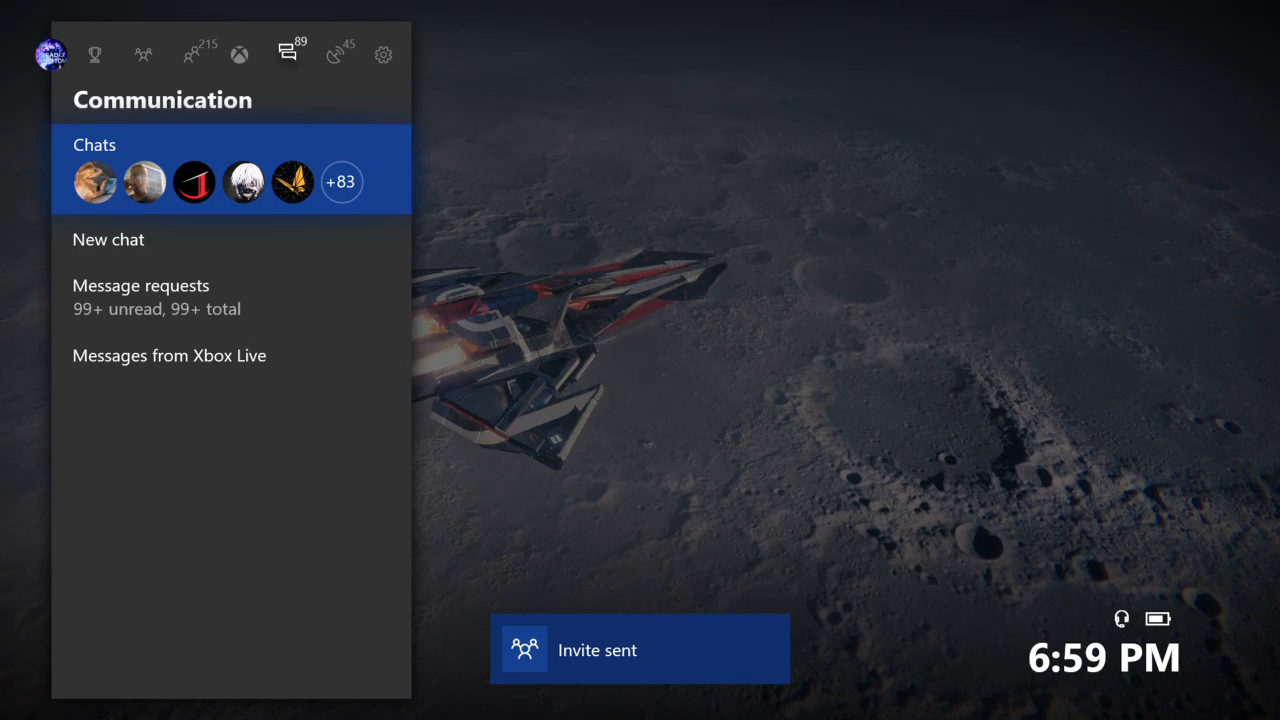 215
89
45
Communication
Chats
+83
New chat
Message requests
99+ unread, 99+ total
Messages from Xbox Live
Invite sent
6:59 PM